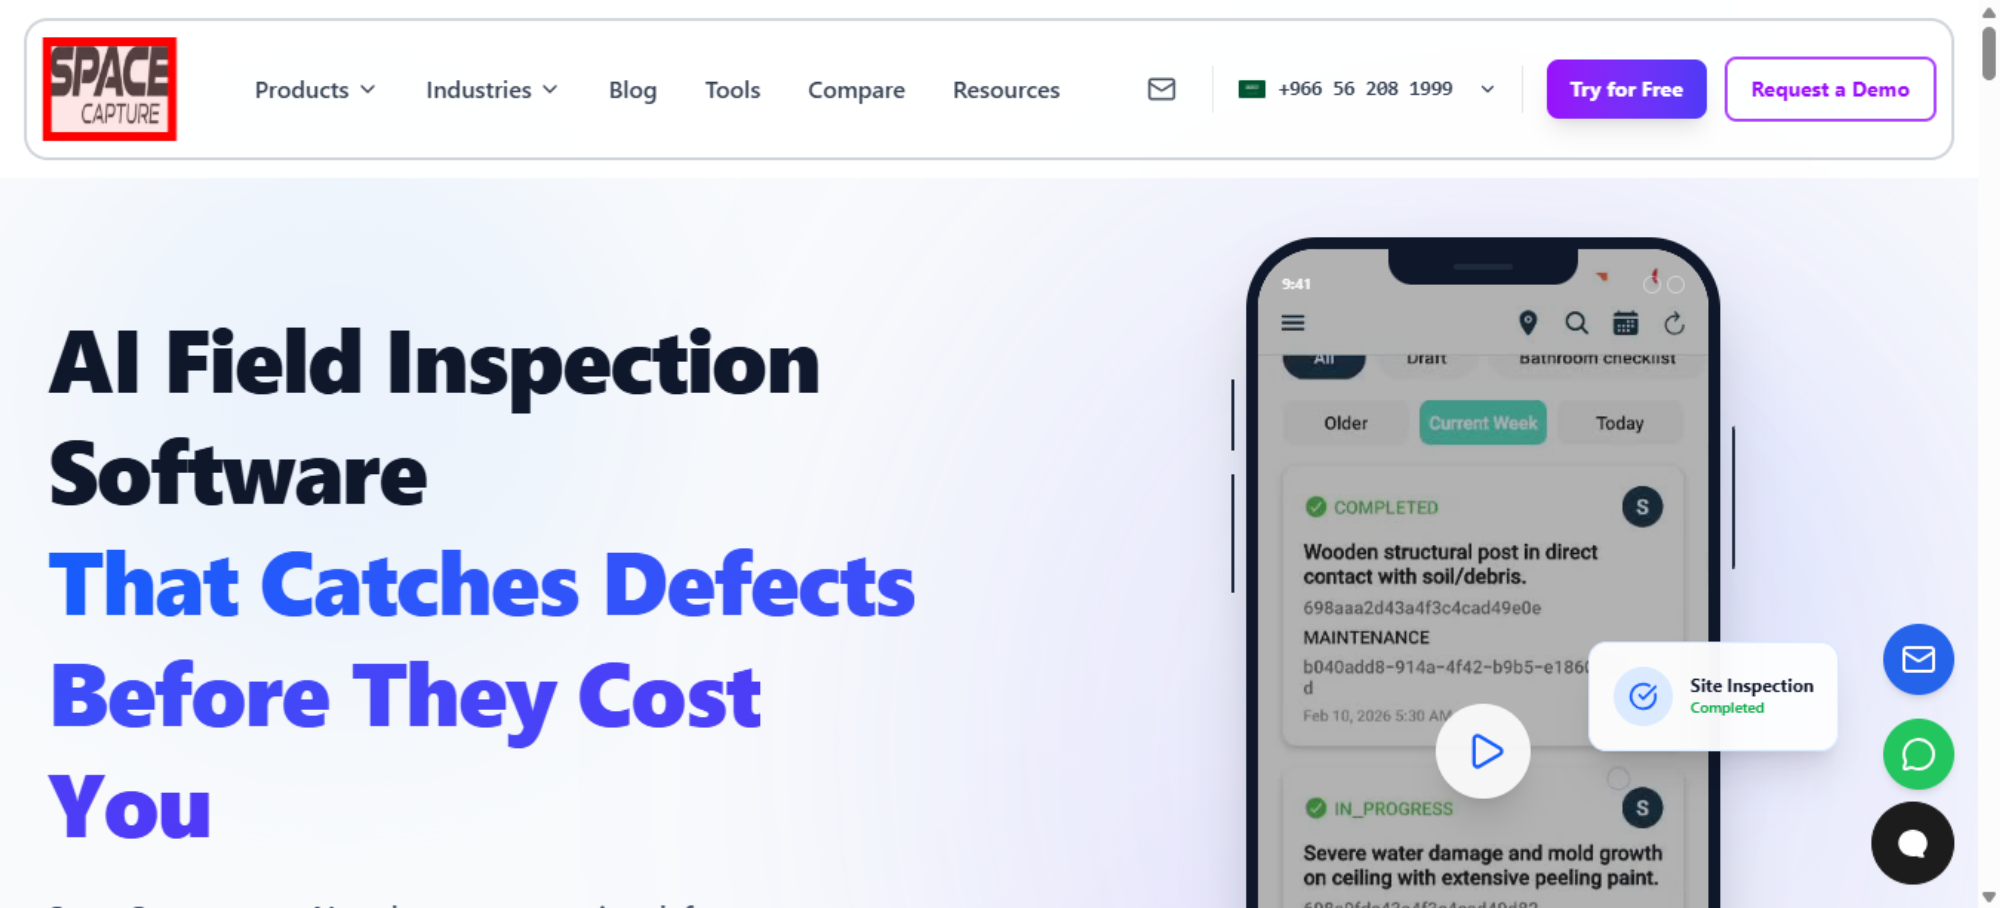 SPACE
CAPTURE
Products
Industries
Blog
Tools
Compare
Resources
+966 56 208 1999
Try for Free
Request a Demo
AI Field Inspection
Software
That Catches Defects
Before They Cost
You
9:41
All
Draft
Bathroom checklist
Older
Current Week
Today
COMPLETED
S
Wooden structural post in direct
contact with soil/debris.
698aaa2d43a4f3c4cad49e0e
MAINTENANCE
b040add8-914a-4f42-b9b5-e186
d
Feb 10, 2026 5:30 AM
Site Inspection
Completed
IN_PROGRESS
S
Severe water damage and mold growth
on ceiling with extensive peeling paint.